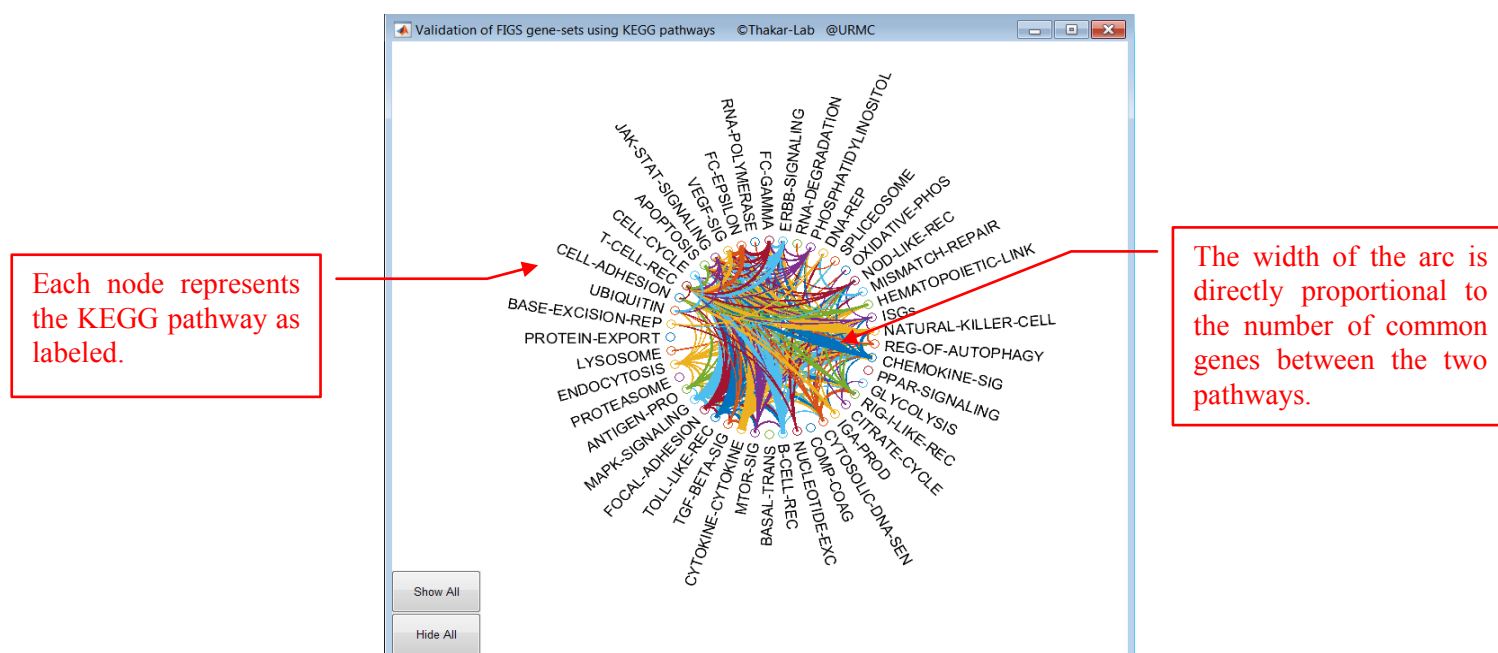 Validation of FIGS gene-sets using KEGG pathways ©Thakar-Lab @URMC
Each node represents
the KEGG pathway as
labeled.
The width of the arc is
directly proportional to
the number of common
genes between the two
pathways.
FC-GAMMA
ERBB-SIGNALING
RNA-DEGRADATION
PHOSPHATIDYLINOSITOL
DNA-REP
SPLICEOSOME
OXIDATIVE-PHOS
NOD-LIKE-REC
MISMATCH-REPAIR
HEMATOPOIETIC-LINK
ISGs
NATURAL-KILLER-CELL
REG-OF-AUTOPHAGY
CHEMOKINE-SIG
PPAR-SIGNALING
GLYCOLYSIS
RIG-I-LIKE-REC
CITRATE-CYCLE
IGA-PROD
CYTOSOLIC-DNA-SEN
COMP-COAG
NUCLEOTIDE-EXC
B-CELL-REC
BASAL-TRANS
MTOR-SIG
CYTOKINE-CYTOKINE
TGF-BETA-SIG
TOLL-LIKE-REC
FOCAL-ADHESION
MAPK-SIGNALING
ANTIGEN-PRO
PROTEASOME
ENDOCYTOSIS
LYSOSOME
PROTEIN-EXPORT
BASE-EXCISION-REP
UBIQUITIN
CELL-ADHESION
T-CELL-REC
CELL-CYCLE
APOPTOSIS
JAK-STAT-SIGNALING
VEGF-SIG
FC-EPSILON
RNA-POLYMERASE
Show All
Hide All